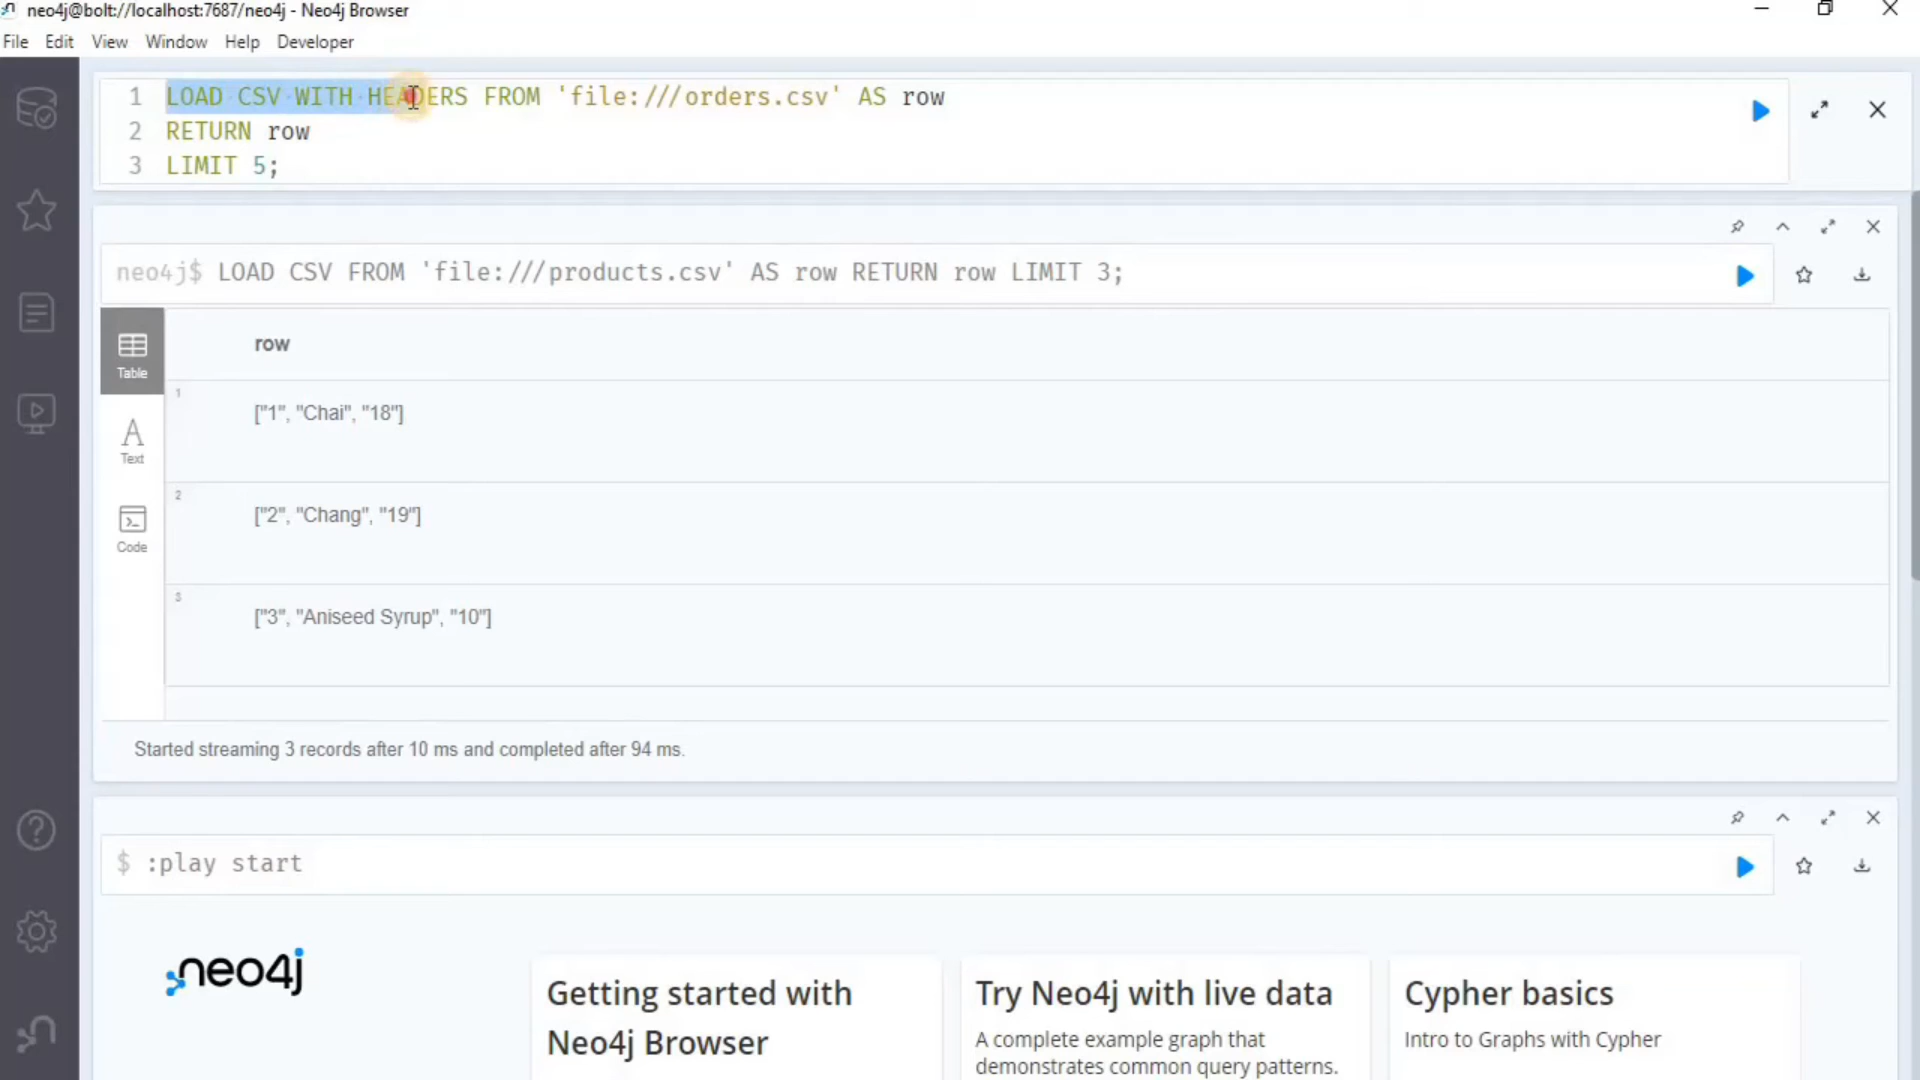 neo4j@bolt://localhost:7687/neo4j - Neo4j Browser
File Edit View Window Help Developer
1 LOAD CSV WITH HEADERS FROM 'file:///orders.csv' AS row
2 RETURN row
3 LIMIT 5;
neo4j$ LOAD CSV FROM 'file:///products.csv' AS row RETURN row LIMIT 3;
Table
Text
Code
row
1
["1", "Chai", "18"]
2
["2", "Chang", "19"]
3
["3", "Aniseed Syrup", "10"]
Started streaming 3 records after 10 ms and completed after 94 ms.
$ :play start
neo4j
Getting started with
Neo4j Browser
Try Neo4j with live data
A complete example graph that
demonstrates common query patterns.
Cypher basics
Intro to Graphs with Cypher